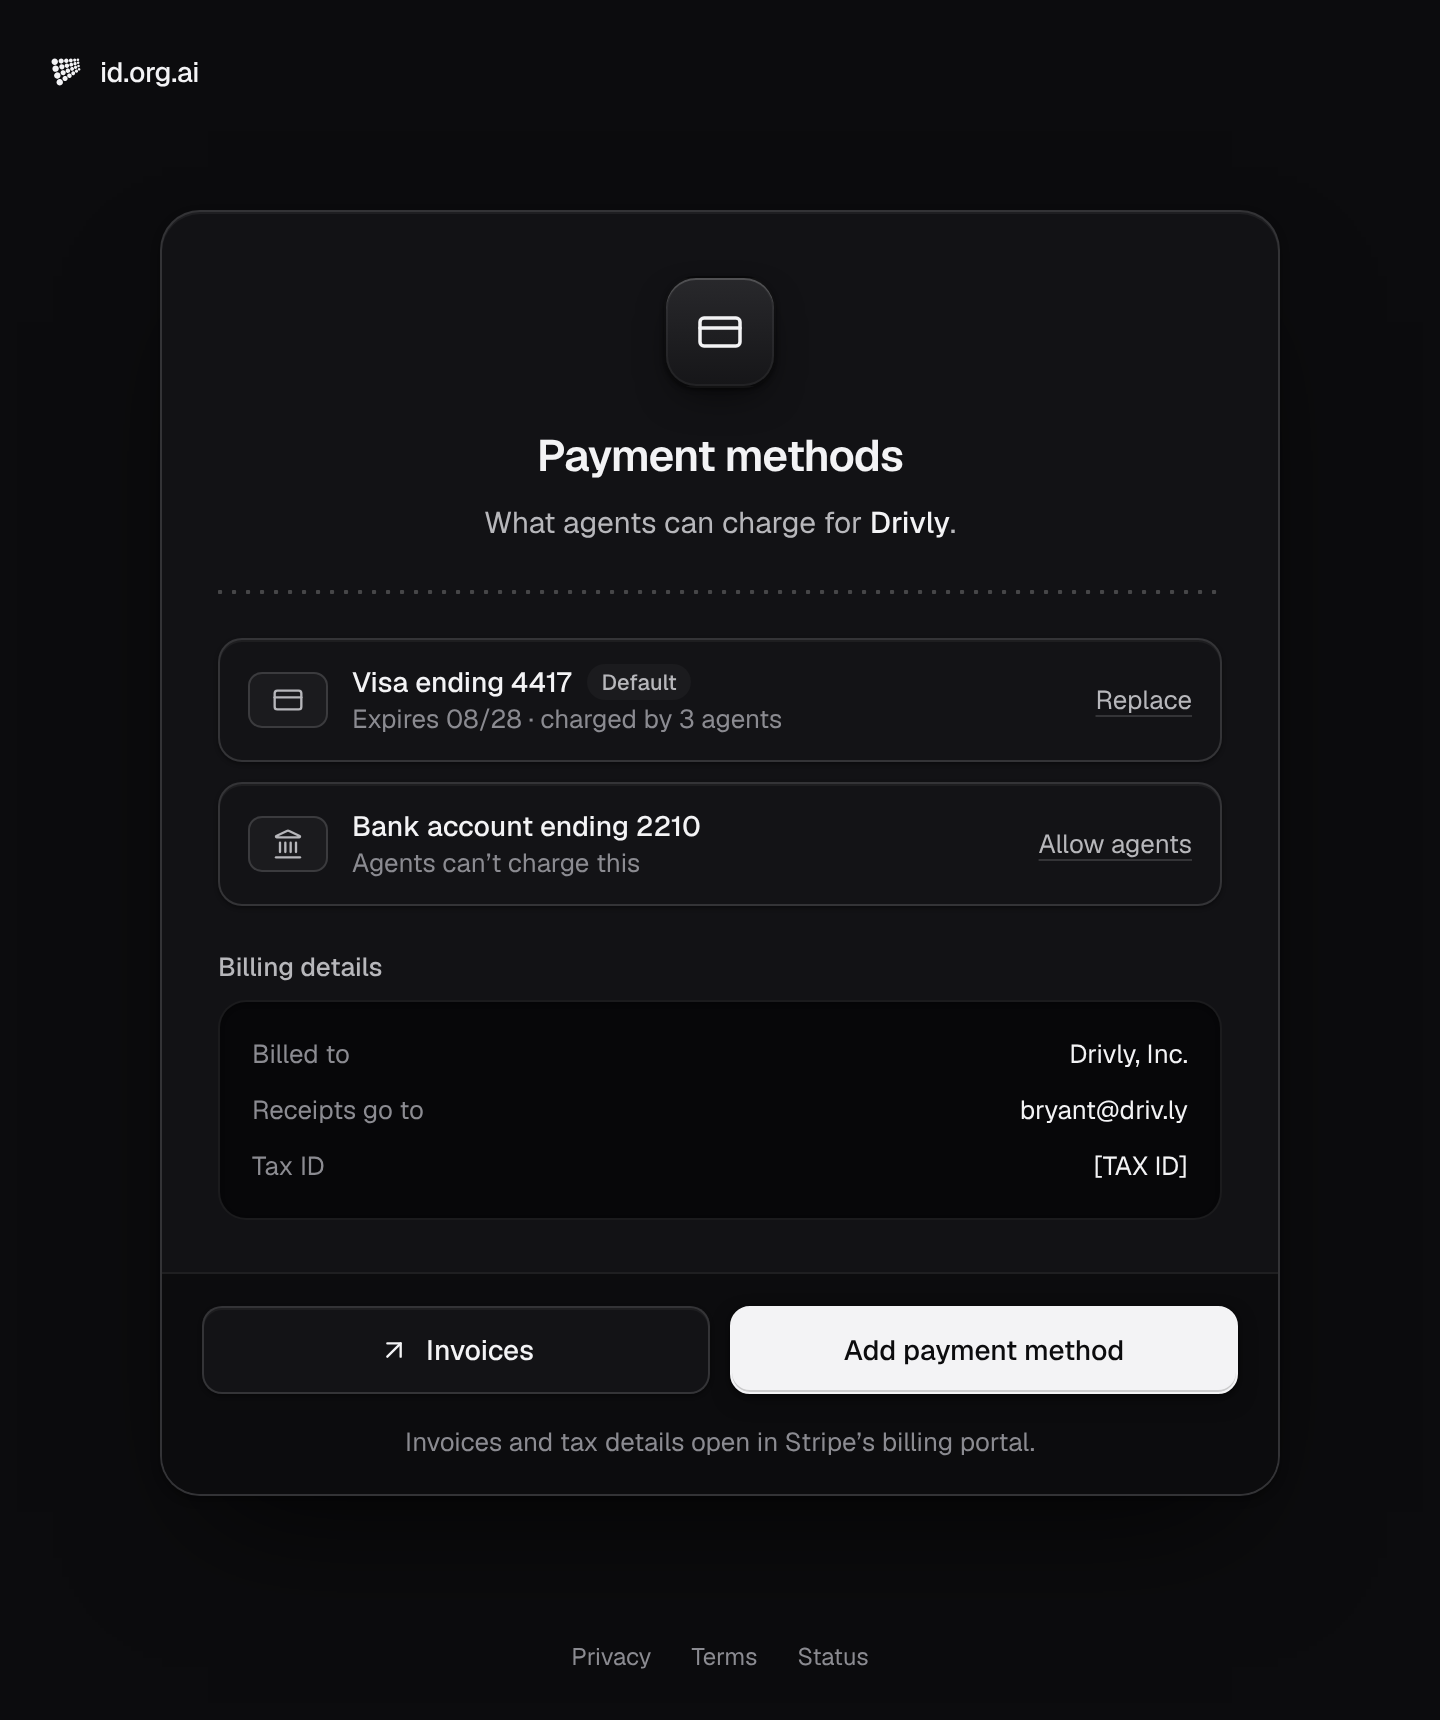 id.org.ai
Payment methods
What agents can charge for Drivly.
Visa ending 4417 Default
Expires 08/28 · charged by 3 agents
Replace
Bank account ending 2210
Agents can’t charge this
Allow agents
Billing details
Billed to Drivly, Inc.
Receipts go to bryant@driv.ly
Tax ID [TAX ID]
Invoices
Add payment method
Invoices and tax details open in Stripe’s billing portal.
Privacy Terms Status